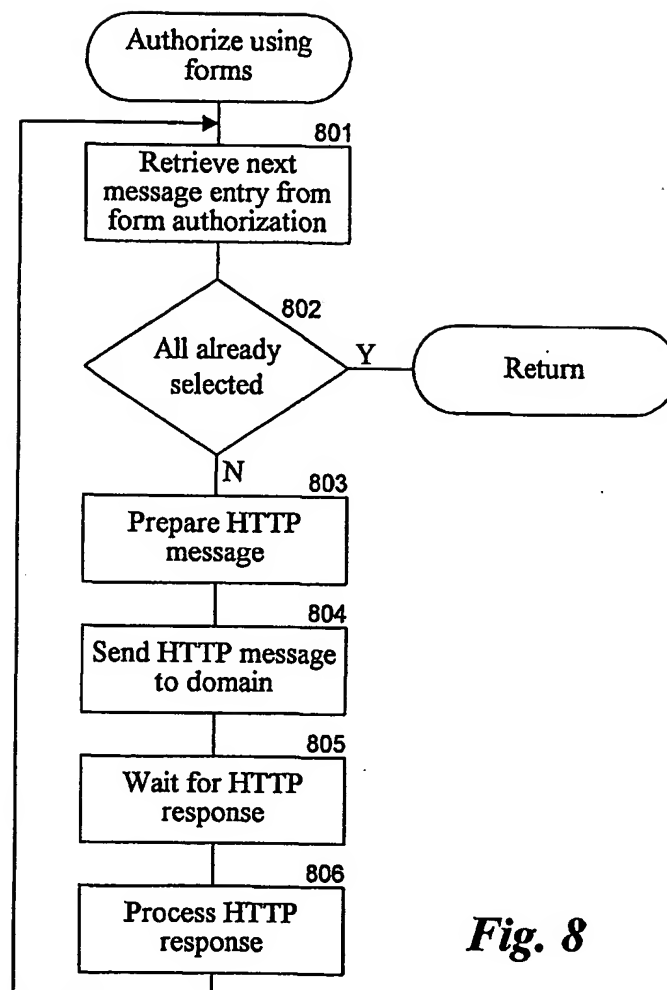 Authorize using
forms
801
Retrieve next
message entry from
form authorization
802
All already
selected
Y
Return
N
803
Prepare HTTP
message
804
Send HTTP message
to domain
805
Wait for HTTP
response
806
Process HTTP
response
Fig. 8